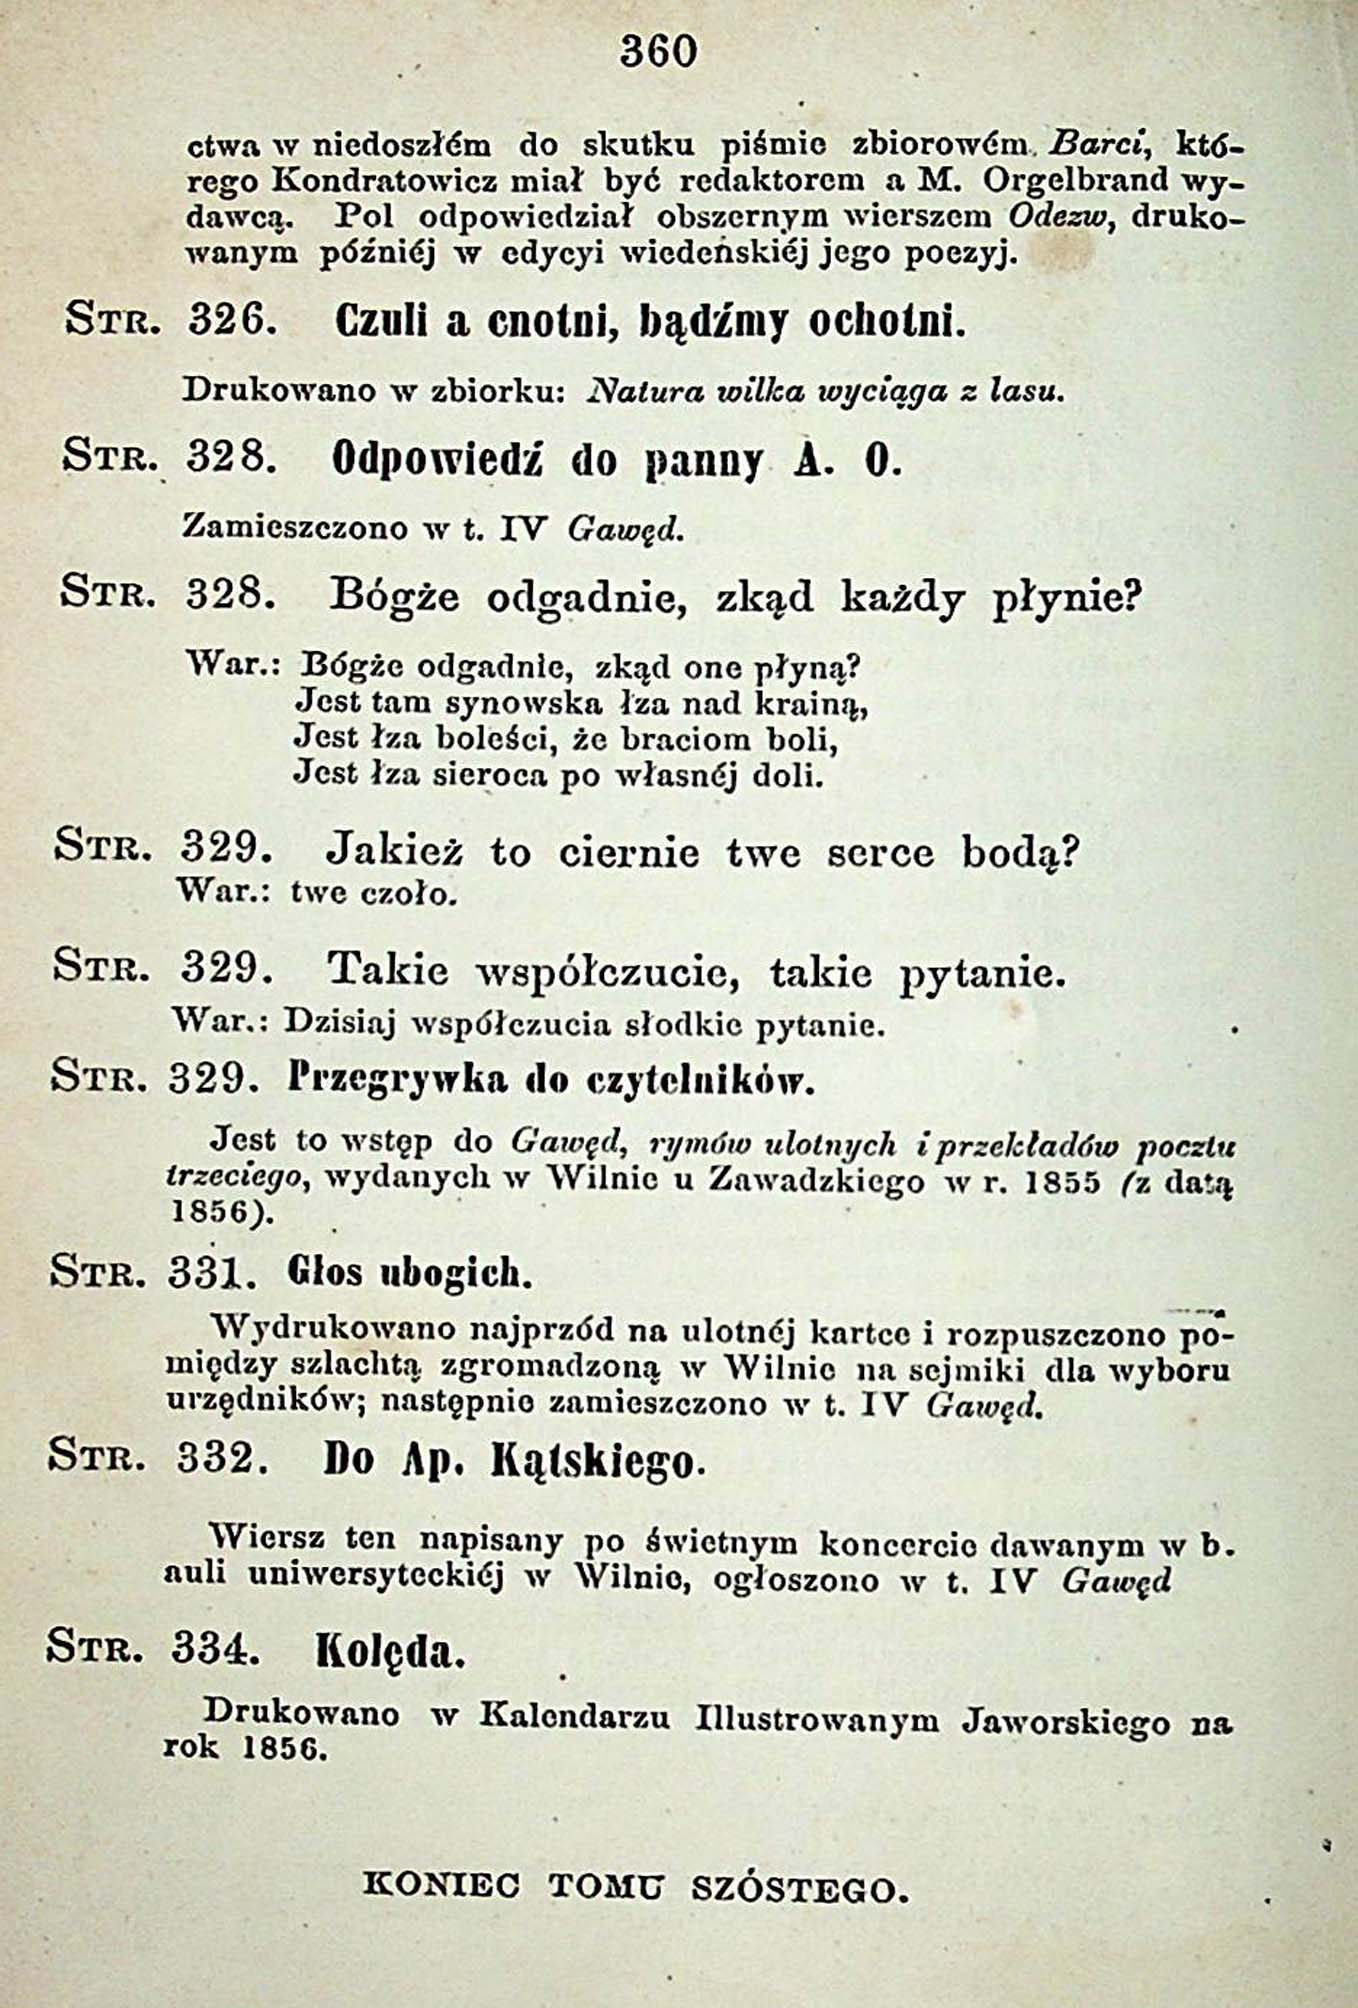 360
ctwa w niedoszłém do skutku piśmie zbiorowém Barci, któ-
rego Kondratowicz miał być redaktorem a M. Orgelbrand wy-
dawcą. Pol odpowiedział obszernym wierszem Odezw, druko-
wanym późniéj w edycyi wiedeńskiéj jego poezyj.
STR. 326. Czuli a cnotni, bądźmy ochotni.
Drukowano w zbiorku: Natura wilka wyciąga z lasu.
STR. 328. Odpowiedź do panny A. O.
Zamieszczono w t. IV Gawęd.
STR. 328. Bógże odgadnie, zkąd każdy płynie?
War.: Bógże odgadnie, zkąd one płyną?
Jest tam synowska łza nad krainą,
Jest łza boleści, że braciom boli,
Jest łza sieroca po własnéj doli.
STR. 329. Jakież to ciernie twe serce bodą?
War.: twe czoło.
STR. 329. Takie współczucie, takie pytanie.
War.: Dzisiaj współczucia słodkie pytanie.
STR. 329. Przegrywka do czytelników.
Jest to wstęp do Gawęd, rymów ulotnych i przekładów pocztu
trzeciego, wydanych w Wilnie u Zawadzkiego w r. 1855 (z datą
1856).
STR. 331. Głos ubogich.
Wydrukowano najprzód na ulotnéj kartce i rozpuszczono po-
między szlachtą zgromadzoną w Wilnie na sejmiki dla wyboru
urzędników; następnie zamieszczono w t. IV Gawęd.
STR. 332. Do Ap. Kątskiego.
Wiersz ten napisany po świetnym koncercie dawanym w b.
auli uniwersyteckiéj w Wilnie, ogłoszono w t. IV Gawęd
STR. 334. Kolęda.
Drukowano w Kalendarzu Illustrowanym Jaworskiego na
rok 1856.
KONIEC TOMU SZÓSTEGO.